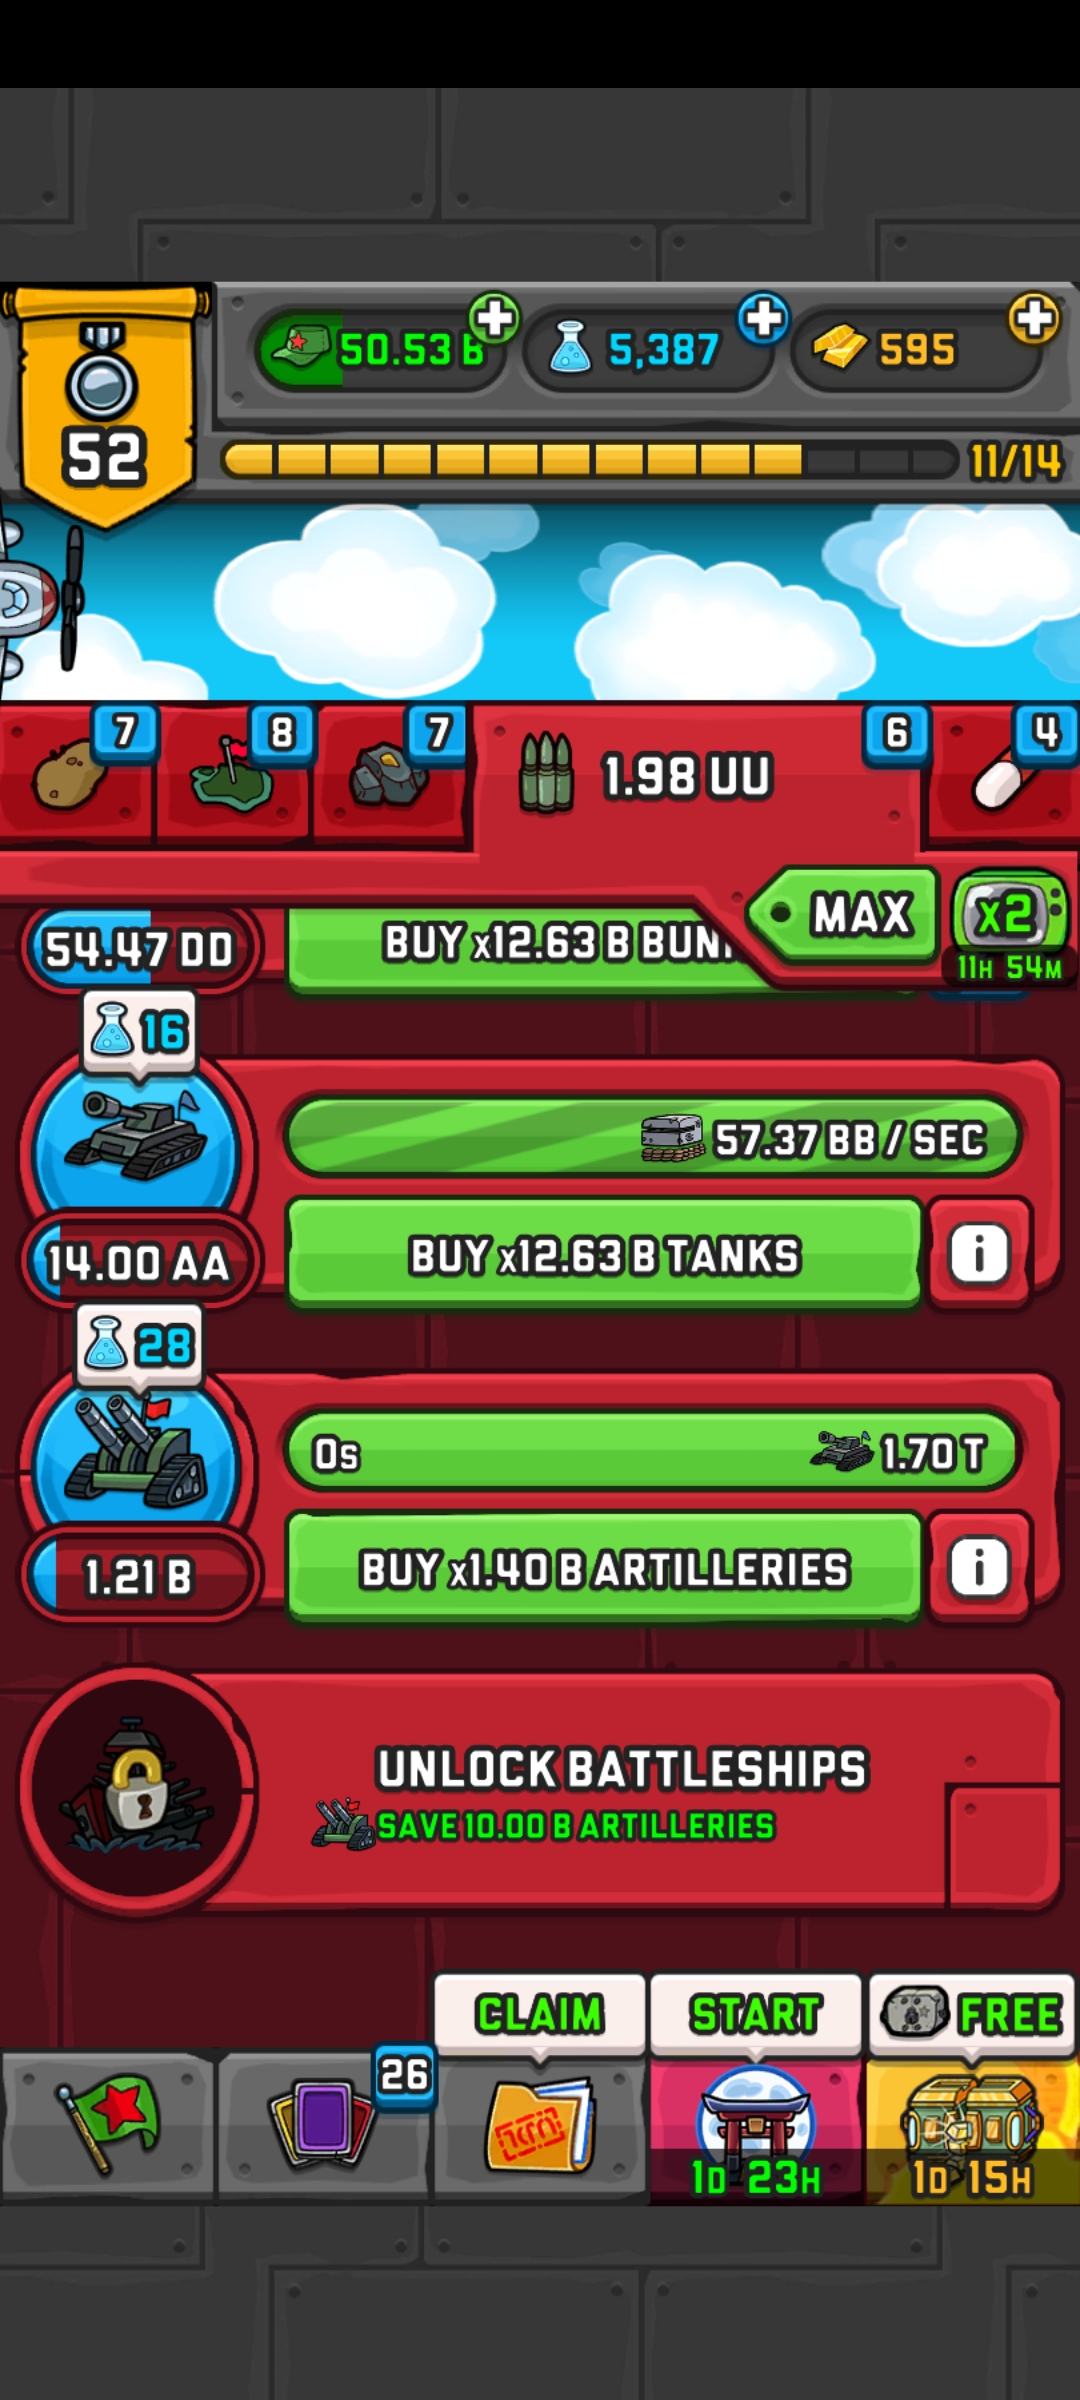 50.53 B
5,387
595
52
11/14
7
8
7
1.98 UU
6
4
MAX
x2
11H 54M
54.47 DD
BUY x12.63 B
16
57.37 BB / SEC
14.00 AA
BUY x12.63 B TANKS
i
28
0s
1.70 T
1.21 B
BUY x1.40 B ARTILLERIES
i
UNLOCK BATTLESHIPS
SAVE 10.00 B ARTILLERIES
CLAIM
START
FREE
26
1D 23H
1D 15H